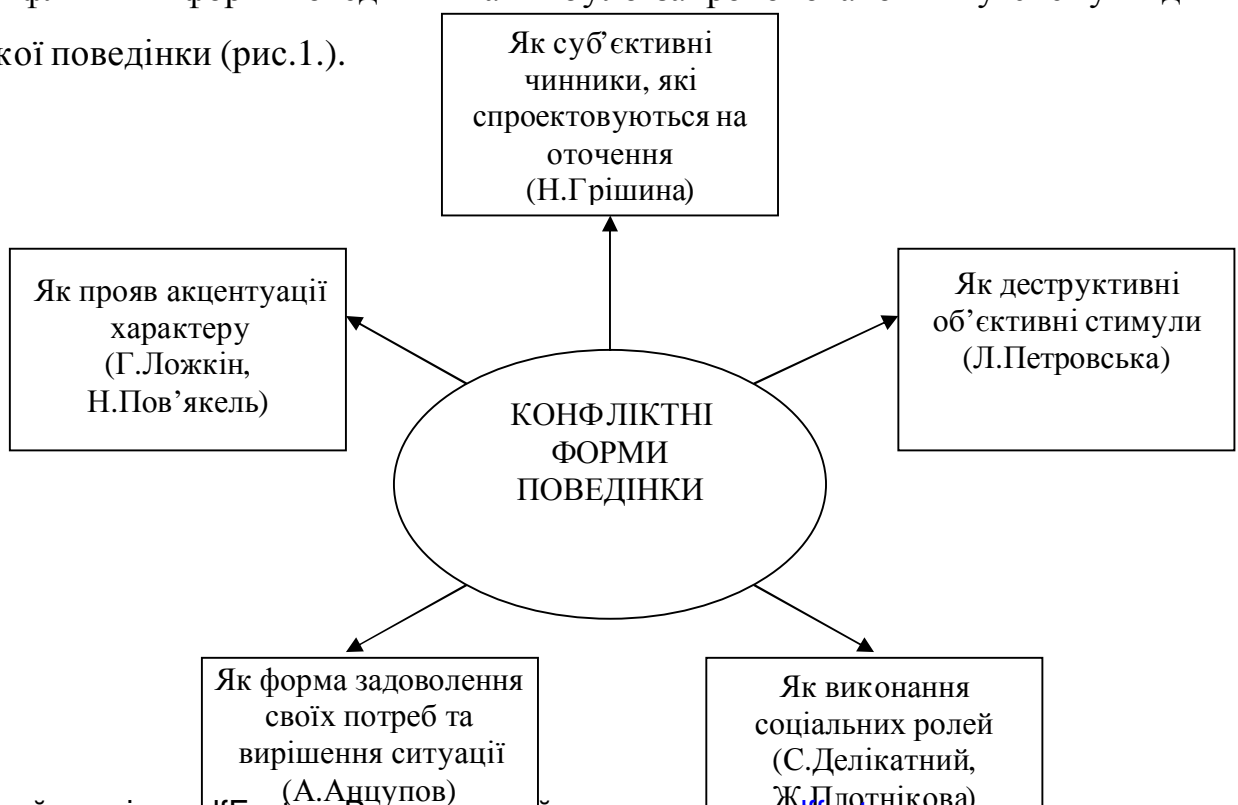 кої поведінки (рис.1.).
Як суб’єктивні
чинники, які
спроектовуються на
оточення
(Н.Грішина)
Як прояв акцентуації
характеру
(Г.Ложкін,
Н.Пов’якель)
Як деструктивні
об’єктивні стимули
(Л.Петровська)
КОНФЛІКТНІ
ФОРМИ
ПОВЕДІНКИ
Як форма задоволення
своїх потреб та
вирішення ситуації
(А.Анцупов)
Як виконання
соціальних ролей
(С.Делікатний,
Ж.Плотнікова)